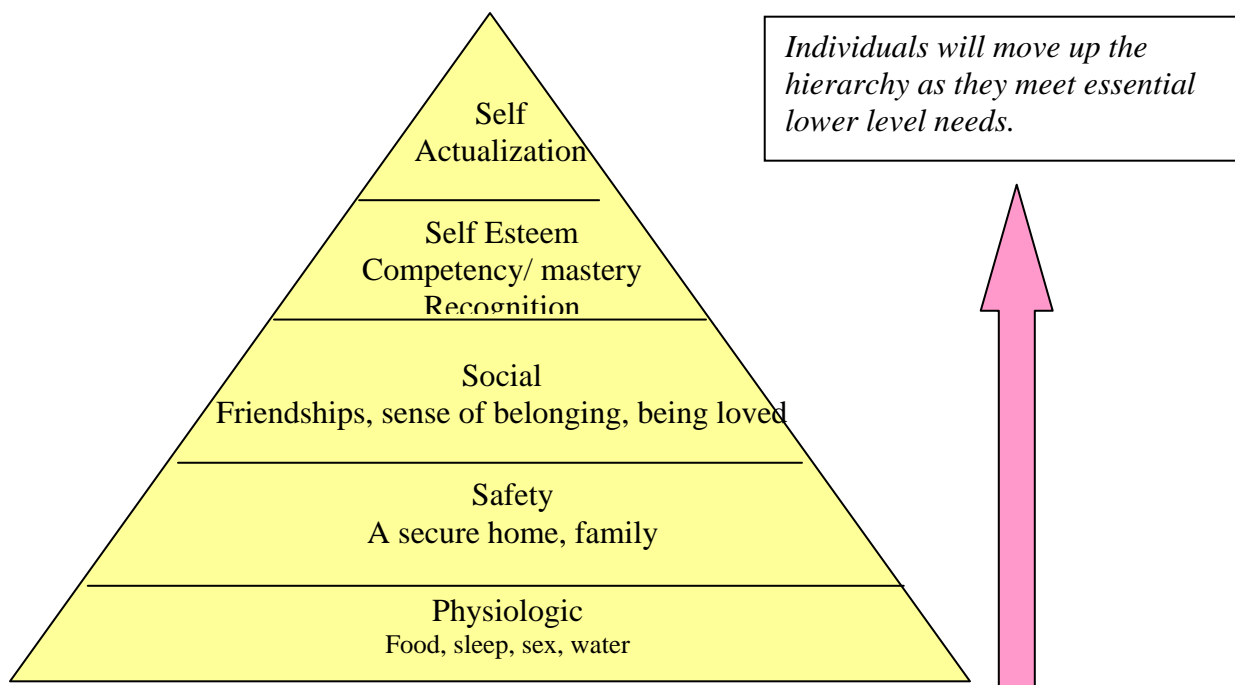 Individuals will move up the
hierarchy as they meet essential
lower level needs.
Self
Actualization
Self Esteem
Competency/ mastery
Recognition
Social
Friendships, sense of belonging, being loved
Safety
A secure home, family
Physiologic
Food, sleep, sex, water